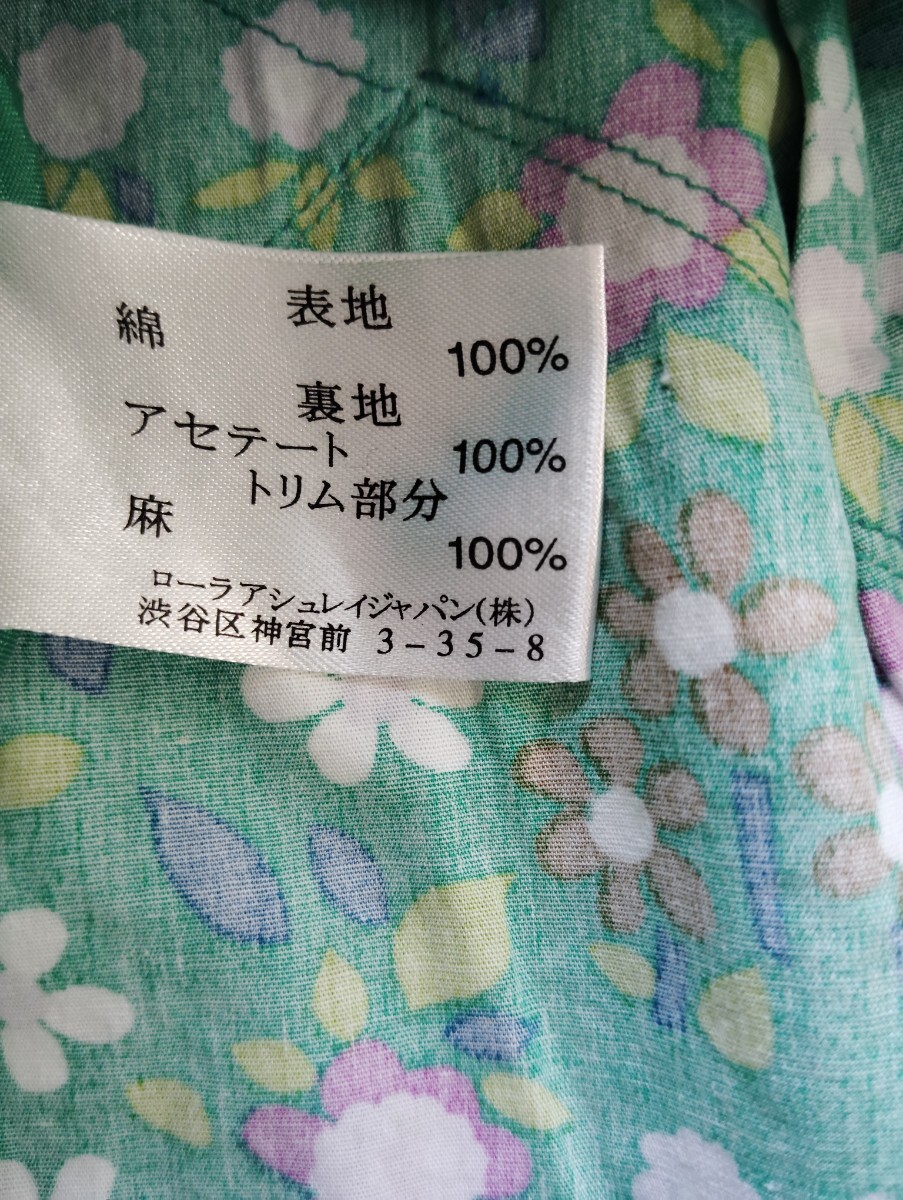 表地
綿 100%
裏地
アセテート 100%
トリム部分
麻 100%
ローラアシュレイジャパン(株)
渋谷区神宮前 3-35-8